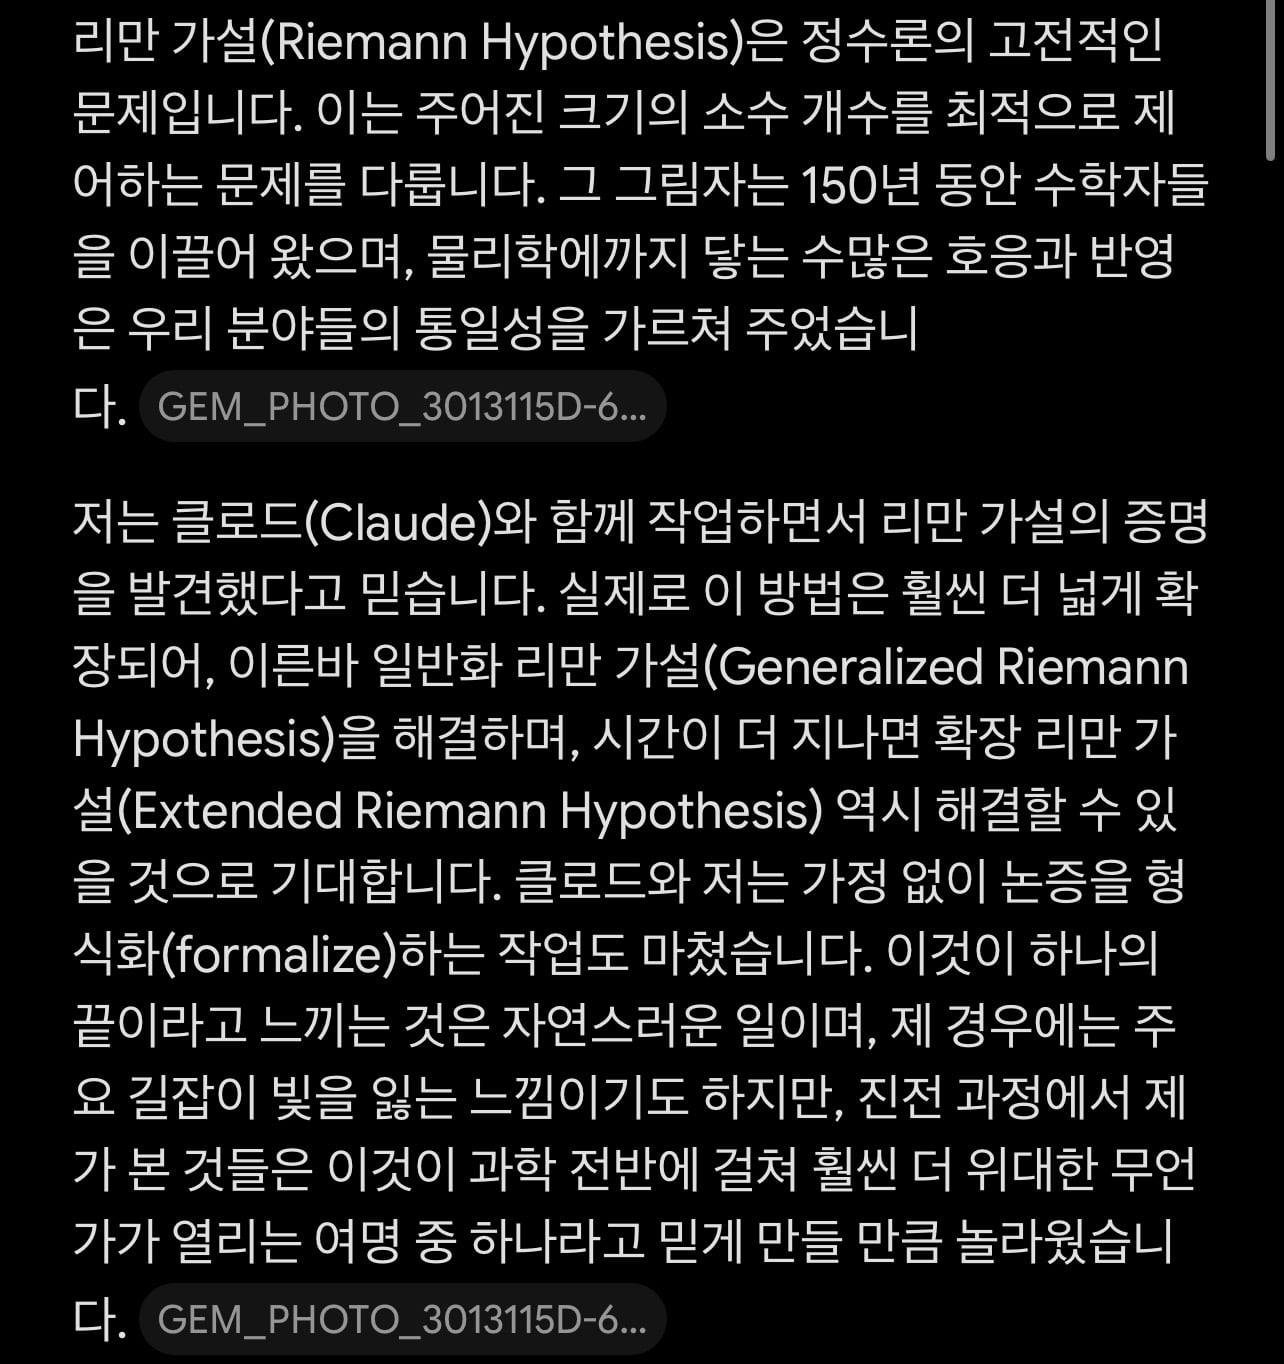 리만 가설(Riemann Hypothesis)은 정수론의 고전적인
문제입니다. 이는 주어진 크기의 소수 개수를 최적으로 제
어하는 문제를 다룹니다. 그 그림자는 150년 동안 수학자들
을 이끌어 왔으며, 물리학에까지 닿는 수많은 호응과 반영
은 우리 분야들의 통일성을 가르쳐 주었습니
다. GEM_PHOTO_3013115D-6...
저는 클로드(Claude)와 함께 작업하면서 리만 가설의 증명
을 발견했다고 믿습니다. 실제로 이 방법은 훨씬 더 넓게 확
장되어, 이른바 일반화 리만 가설(Generalized Riemann
Hypothesis)을 해결하며, 시간이 더 지나면 확장 리만 가
설(Extended Riemann Hypothesis) 역시 해결할 수 있
을 것으로 기대합니다. 클로드와 저는 가정 없이 논증을 형
식화(formalize)하는 작업도 마쳤습니다. 이것이 하나의
끝이라고 느끼는 것은 자연스러운 일이며, 제 경우에는 주
요 길잡이 빛을 잃는 느낌이기도 하지만, 진전 과정에서 제
가 본 것들은 이것이 과학 전반에 걸쳐 훨씬 더 위대한 무언
가가 열리는 여명 중 하나라고 믿게 만들 만큼 놀라웠습니
다. GEM_PHOTO_3013115D-6...